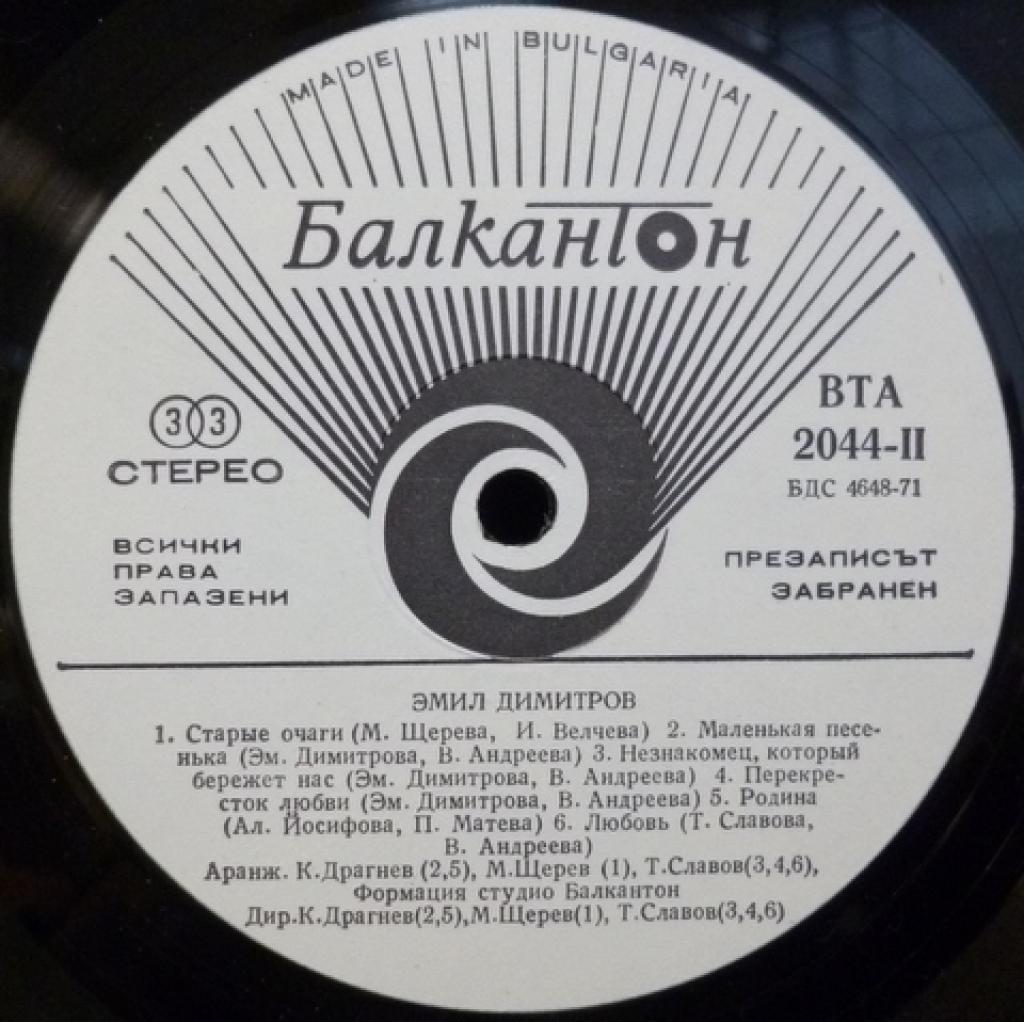 MADE IN BULGARIA
Балкантон
33
СТЕРЕО
ВТА
2044-II
БДС 4648-71
ВСИЧКИ
ПРАВА
ЗАПАЗЕНИ
ПРЕЗАПИСЪТ
ЗАБРАНЕН
ЭМИЛ ДИМИТРОВ
1. Старые очаги (М. Щерева, И. Велчева) 2. Маленькая песе-
нька (Эм. Димитрова, В. Андреева) 3. Незнакомец, который
бережет нас (Эм. Димитрова, В. Андреева) 4. Перекре-
сток любви (Эм. Димитрова, В. Андреева) 5. Родина
(Ал. Йосифова, П. Матева) 6. Любовь (Т. Славова,
В. Андреева)
Аранж. К.Драгнев (2,5), М.Щерев (1), Т.Славов(3,4,6),
Формация студио Балкантон
Дир.К.Драгнев(2,5),М.Щерев(1), Т.Славов(3,4,6)